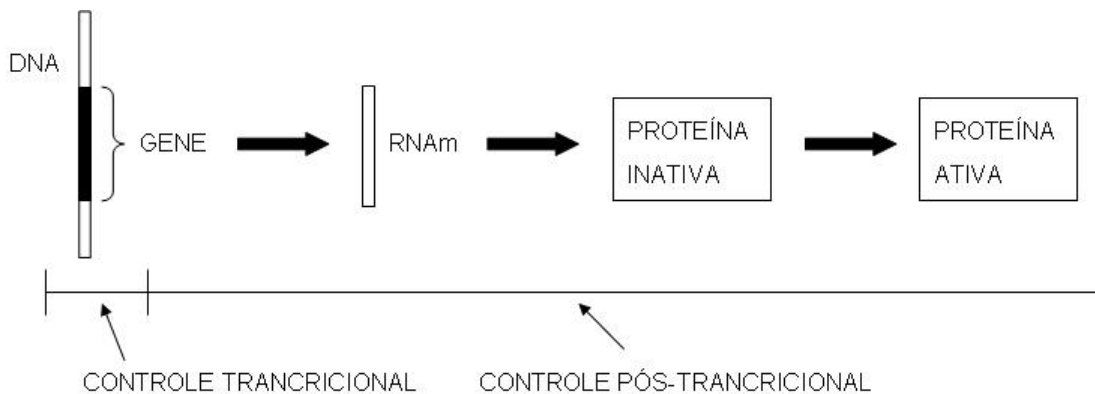 DNA
GENE
RNAm
PROTEÍNA
INATIVA
PROTEÍNA
ATIVA
CONTROLE TRANCRICIONAL
CONTROLE PÓS-TRANCRICIONAL